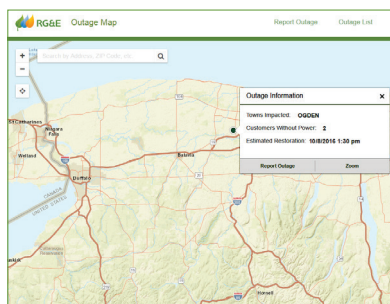 RG&E Outage Map
Report Outage Outage List
+
Search by Address, ZIP Code, etc.
−
Outage Information ×
Towns Impacted: OGDEN
Customers Without Power: 2
Estimated Restoration: 10/8/2016 1:30 pm
Report Outage Zoom
St Catharines
Niagara
Falls
Welland
Batavia
Buffalo
CANADA
UNITED STATES
Hornell